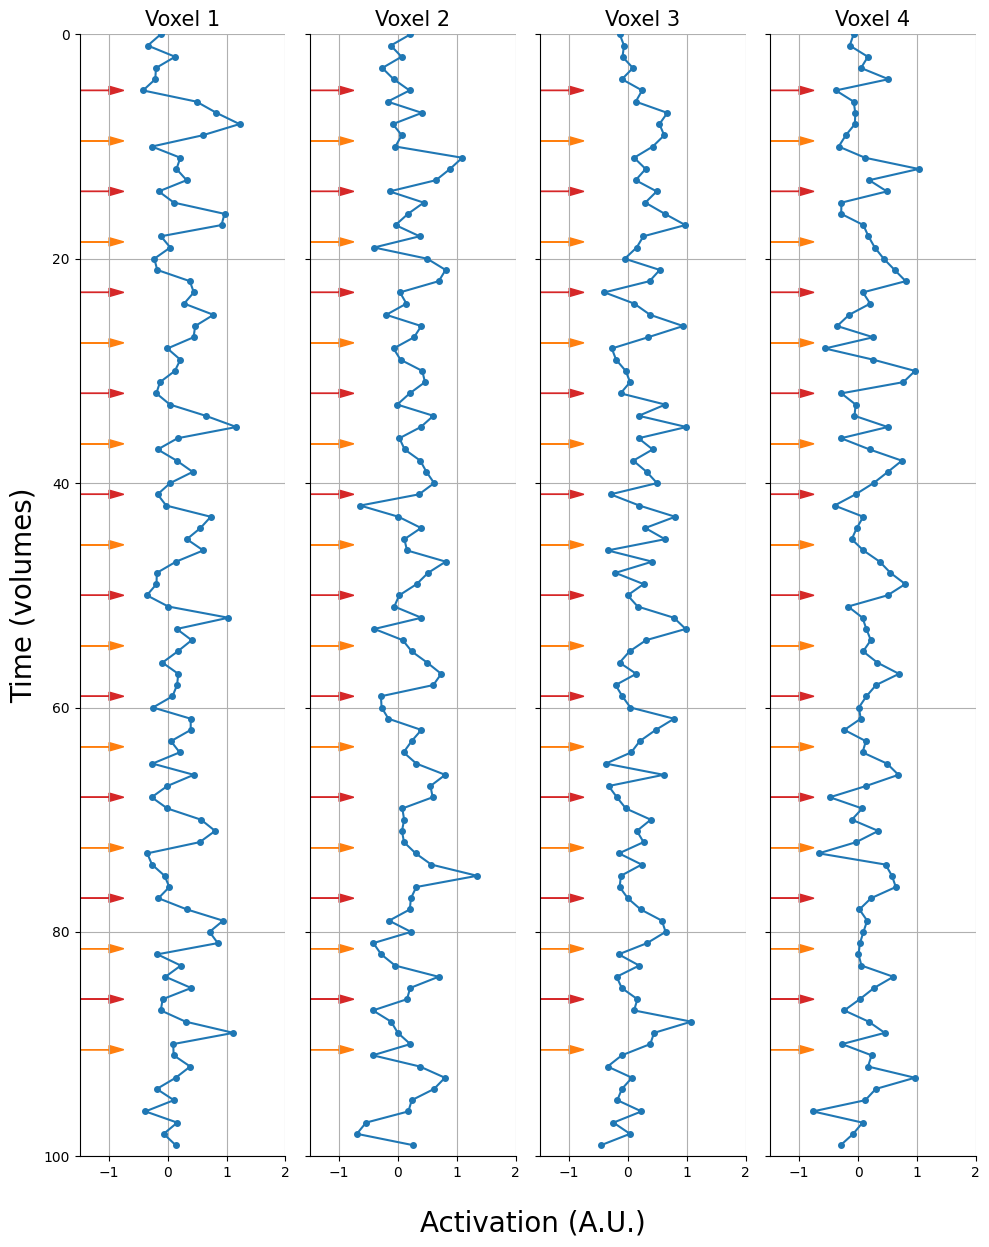 Voxel 1 Voxel 2 Voxel 3 Voxel 4
0
20
40
60
80
100
Time (volumes)
−1 0 1 2 −1 0 1 2 −1 0 1 2 −1 0 1 2
Activation (A.U.)